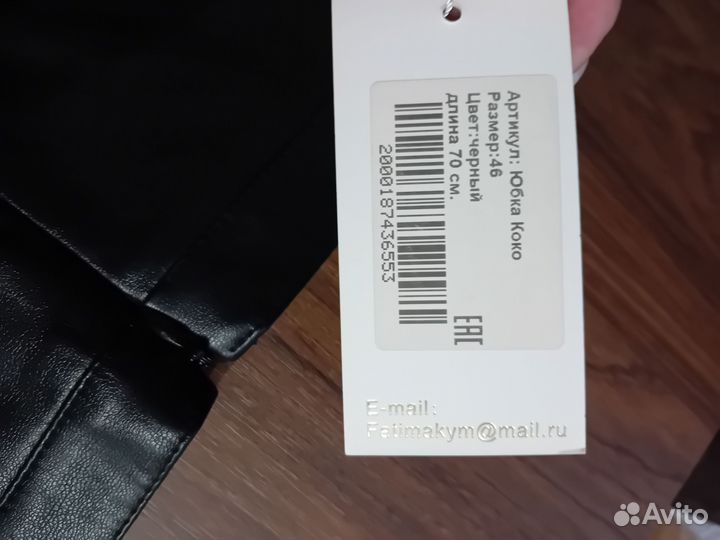 Артикул: Юбка Коко
Размер:46
Цвет:черный
длина 70 см.
2000187436553
EAC
E-mail:
Fatimakym@mail.ru
Avito